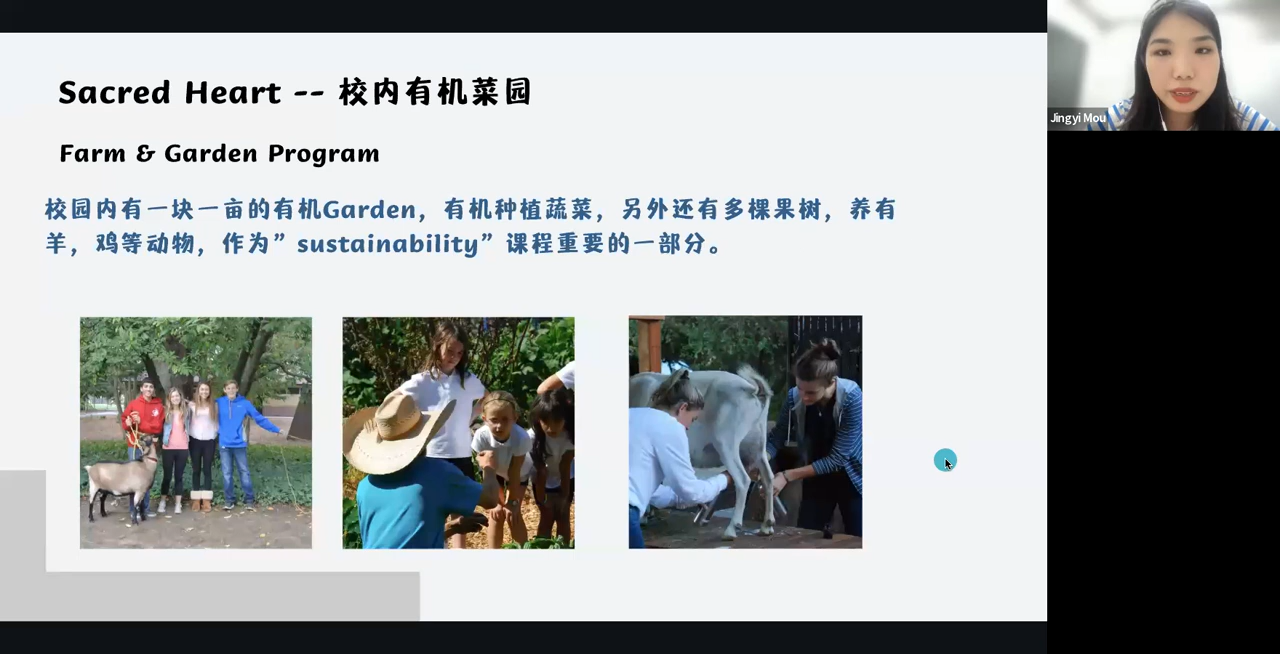 Sacred Heart -- 校内有机菜园
Farm & Garden Program
校园内有一块一亩的有机Garden，有机种植蔬菜，另外还有多棵果树，养有
羊，鸡等动物，作为”sustainability”课程重要的一部分。
Jingyi Mou